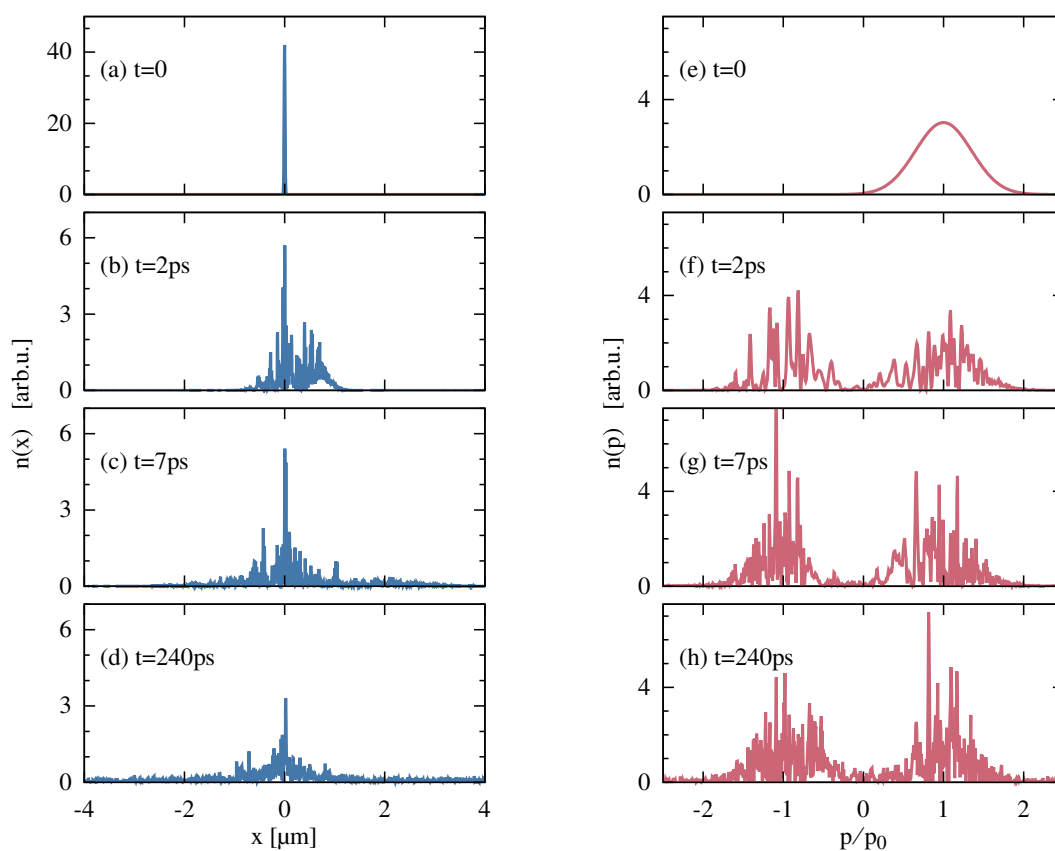 40
20
0
(a) t=0
6
3
0
(b) t=2ps
6
3
0
(c) t=7ps
6
3
0
(d) t=240ps
n(x) [arb.u.]
-4 -2 0 2 4
x [µm]
4
0
(e) t=0
4
0
(f) t=2ps
4
0
(g) t=7ps
4
0
(h) t=240ps
n(p) [arb.u.]
-2 -1 0 1 2
p/p₀